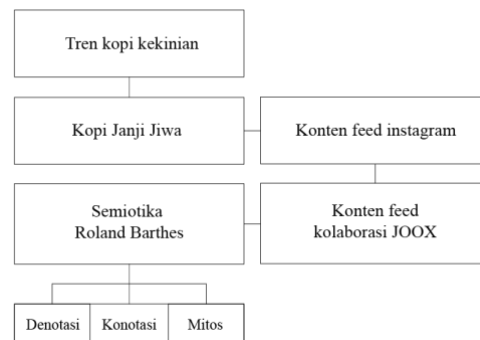 Tren kopi kekinian
Kopi Janji Jiwa
Konten feed instagram
Semiotika
Roland Barthes
Konten feed
kolaborasi JOOX
Denotasi
Konotasi
Mitos